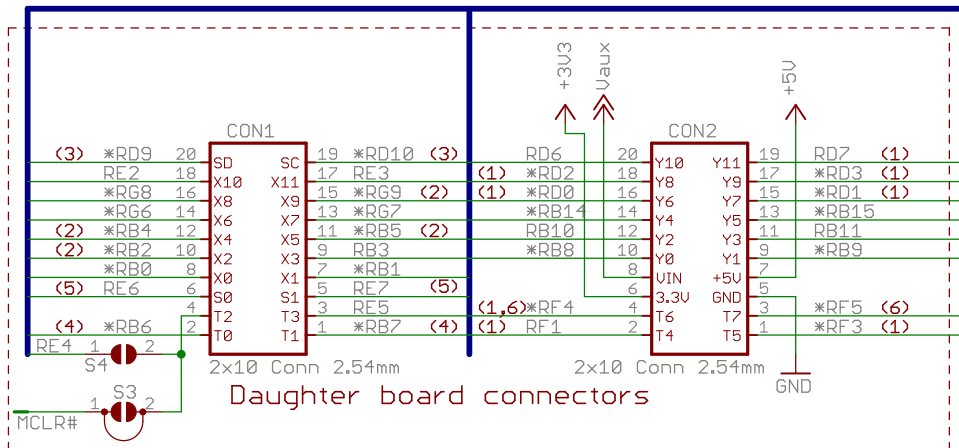 +3V3
Vaux
+5V
CON1
CON2
(3) *RD9 20 SD SC 19 *RD10 (3) RD6 20 Y10 Y11 19 RD7 (1)
RE2 18 X10 X11 17 RE3 (1) *RD2 18 Y8 Y9 17 *RD3 (1)
*RG8 16 X8 X9 15 *RG9 (2) (1) *RD0 16 Y6 Y7 15 *RD1 (1)
*RG6 14 X6 X7 13 *RG7 *RB14 14 Y4 Y5 13 *RB15
(2) *RB4 12 X4 X5 11 *RB5 (2) RB10 12 Y2 Y3 11 RB11
(2) *RB2 10 X2 X3 9 RB3 *RB8 10 Y0 Y1 9 *RB9
*RB0 8 X0 X1 7 *RB1 8 VIN +5V 7
(5) RE6 6 S0 S1 5 RE7 (5) 6 3.3V GND 5
4 T2 T3 3 RE5 (1,6) *RF4 4 T6 T7 3 *RF5 (6)
(4) *RB6 2 T0 T1 1 *RB7 (4) (1) RF1 2 T4 T5 1 *RF3 (1)
RE4 1 2
S4
2x10 Conn 2.54mm
2x10 Conn 2.54mm
GND
Daughter board connectors
S3
MCLR# 1 2